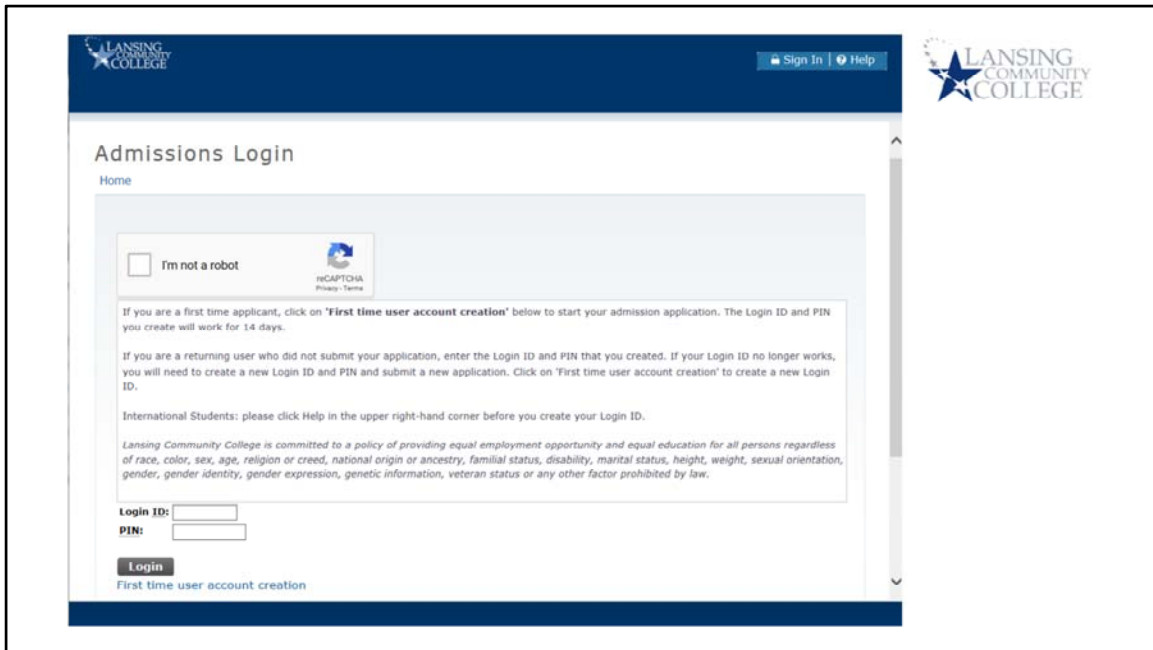 LANSING
COMMUNITY
COLLEGE
Sign In | Help
LANSING
COMMUNITY
COLLEGE
Admissions Login
Home
I'm not a robot
reCAPTCHA
Privacy - Terms
If you are a first time applicant, click on 'First time user account creation' below to start your admission application. The Login ID and PIN
you create will work for 14 days.
If you are a returning user who did not submit your application, enter the Login ID and PIN that you created. If your Login ID no longer works,
you will need to create a new Login ID and PIN and submit a new application. Click on 'First time user account creation' to create a new Login
ID.
International Students: please click Help in the upper right-hand corner before you create your Login ID.
Lansing Community College is committed to a policy of providing equal employment opportunity and equal education for all persons regardless
of race, color, sex, age, religion or creed, national origin or ancestry, familial status, disability, marital status, height, weight, sexual orientation,
gender, gender identity, gender expression, genetic information, veteran status or any other factor prohibited by law.
Login ID:
PIN:
Login
First time user account creation